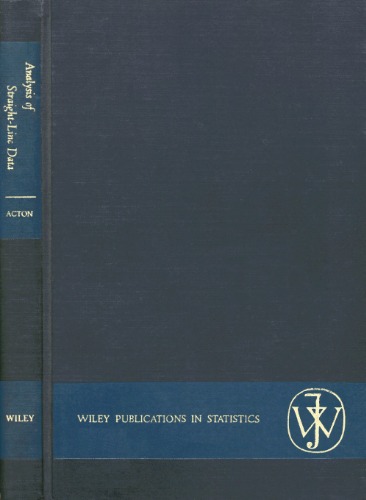 Analysis of
Straight-Line Data
ACTON
WILEY
WILEY PUBLICATIONS IN STATISTICS
JW